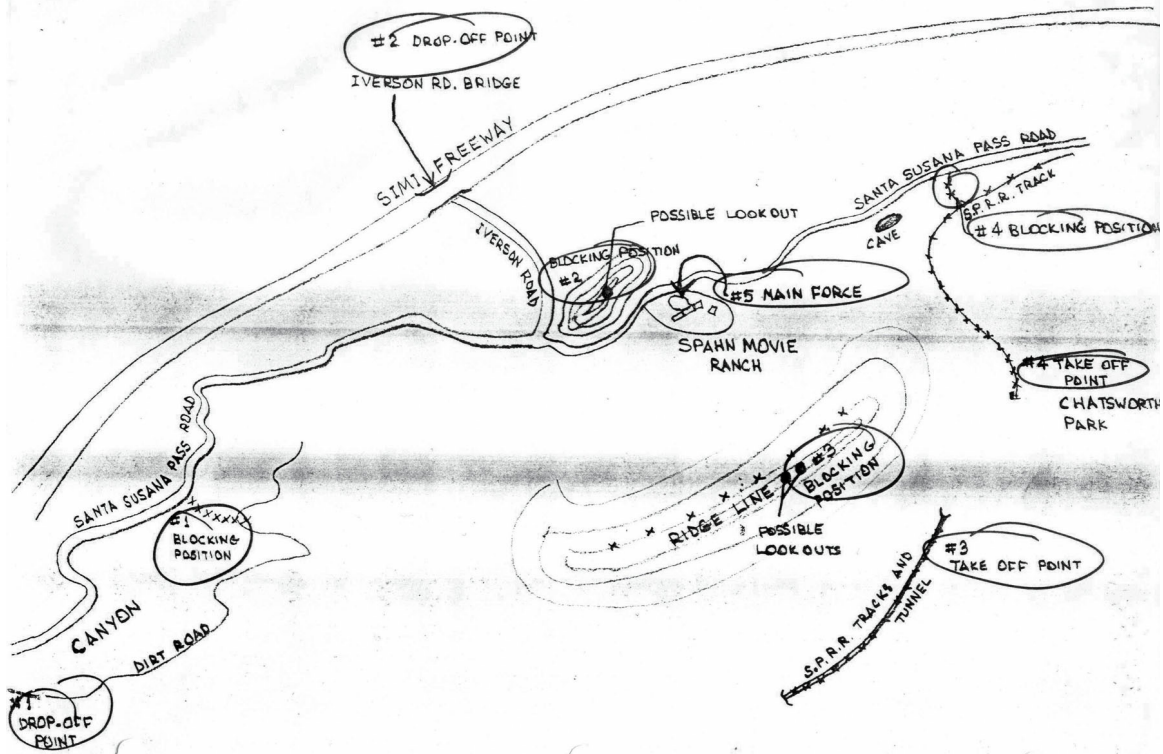 #2 DROP-OFF POINT
IVERSON RD. BRIDGE
SIMI FREEWAY
SANTA SUSANA PASS ROAD
S.P.R.R. TRACK
POSSIBLE LOOKOUT
IVERSON ROAD
BLOCKING POSITION
#2
CAVE
#4 BLOCKING POSITION
#5 MAIN FORCE
SPAHN MOVIE
RANCH
#4 TAKE OFF
POINT
CHATSWORTH
PARK
SANTA SUSANA PASS ROAD
#3
BLOCKING
POSITION
RIDGE LINE
POSSIBLE
LOOKOUTS
#1
BLOCKING
POSITION
#3
TAKE OFF POINT
S.P.R.R. TRACKS AND
TUNNEL
CANYON
DIRT ROAD
#1
DROP-OFF
POINT